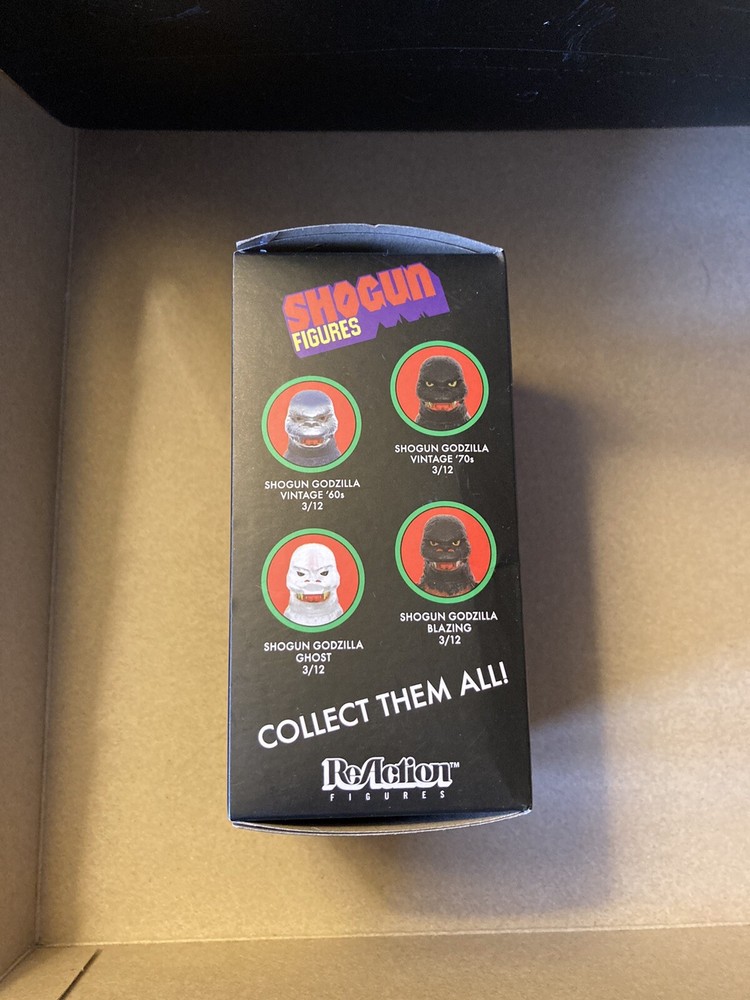 SHOGUN
FIGURES
SHOGUN GODZILLA
VINTAGE '60s
3/12
SHOGUN GODZILLA
VINTAGE '70s
3/12
SHOGUN GODZILLA
GHOST
3/12
SHOGUN GODZILLA
BLAZING
3/12
COLLECT THEM ALL!
ReAction™
FIGURES